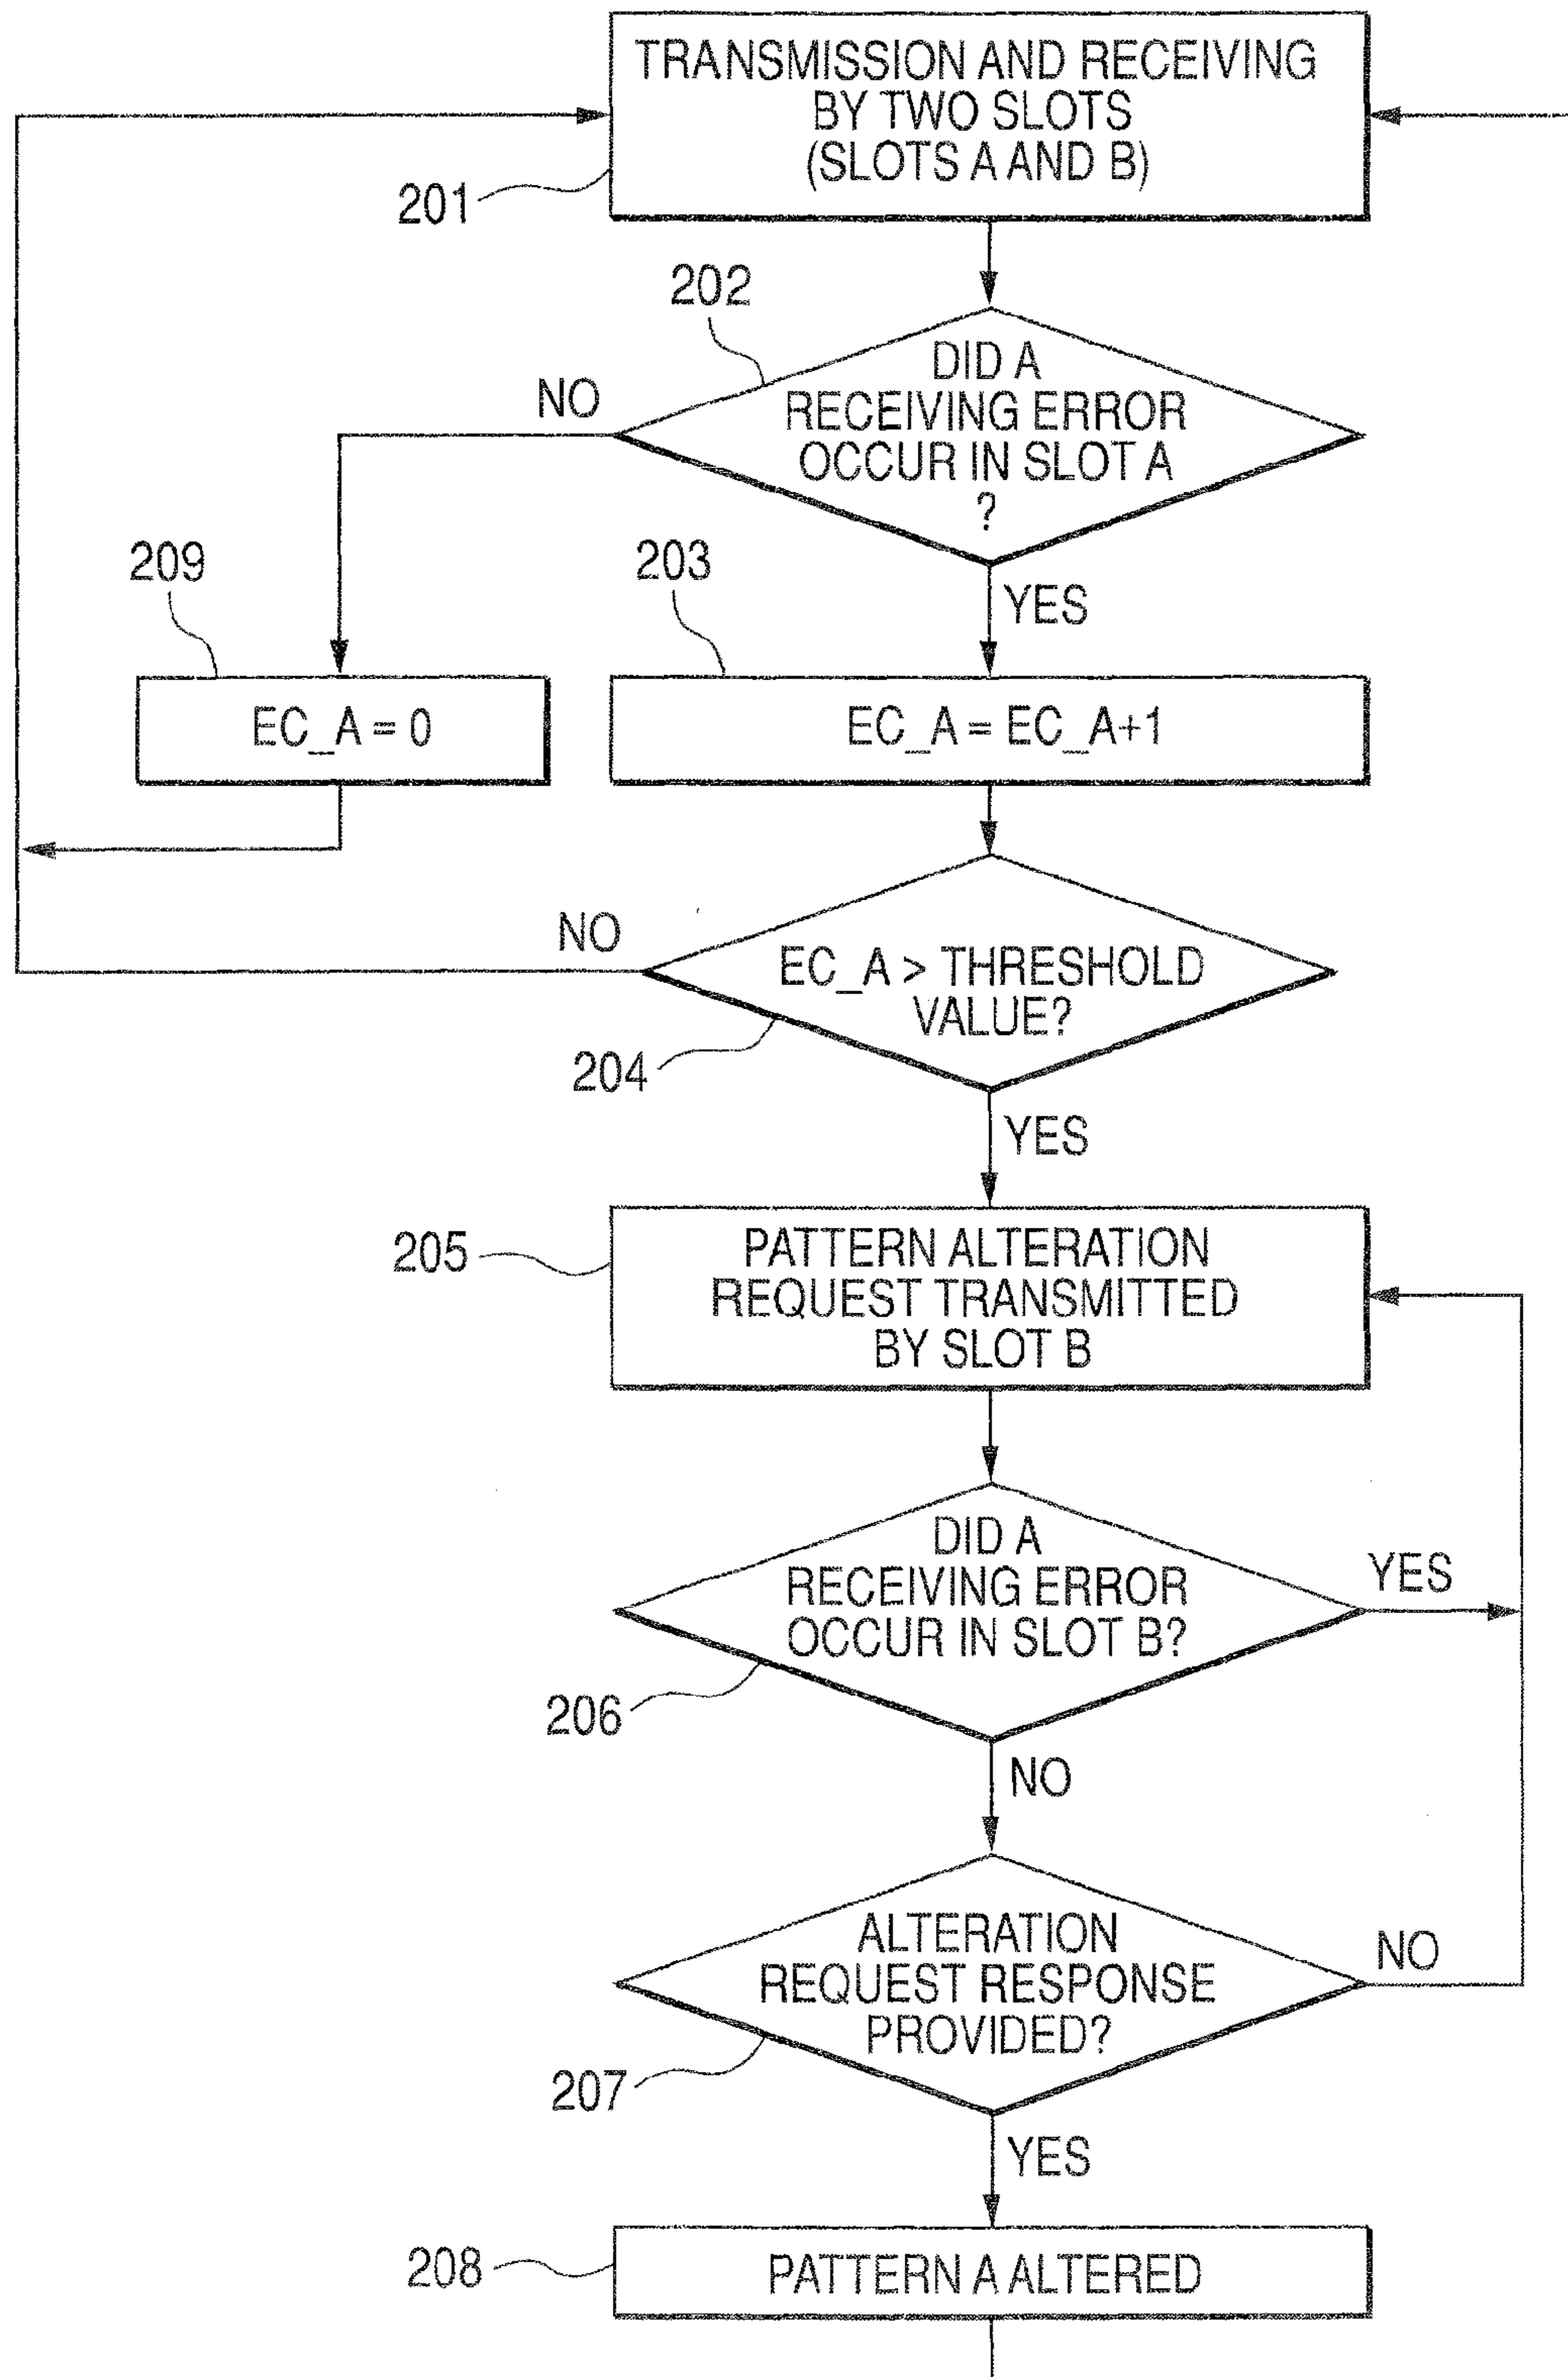 TRANSMISSION AND RECEIVING
BY TWO SLOTS
(SLOTS A AND B)
201
202
DID A
RECEIVING ERROR
OCCUR IN SLOT A
?
NO
YES
209
203
EC_A = 0
EC_A = EC_A+1
NO
EC_A > THRESHOLD
VALUE?
204
YES
205
PATTERN ALTERATION
REQUEST TRANSMITTED
BY SLOT B
DID A
RECEIVING ERROR
OCCUR IN SLOT B?
YES
206
NO
ALTERATION
REQUEST RESPONSE
PROVIDED?
NO
207
YES
208
PATTERN A ALTERED